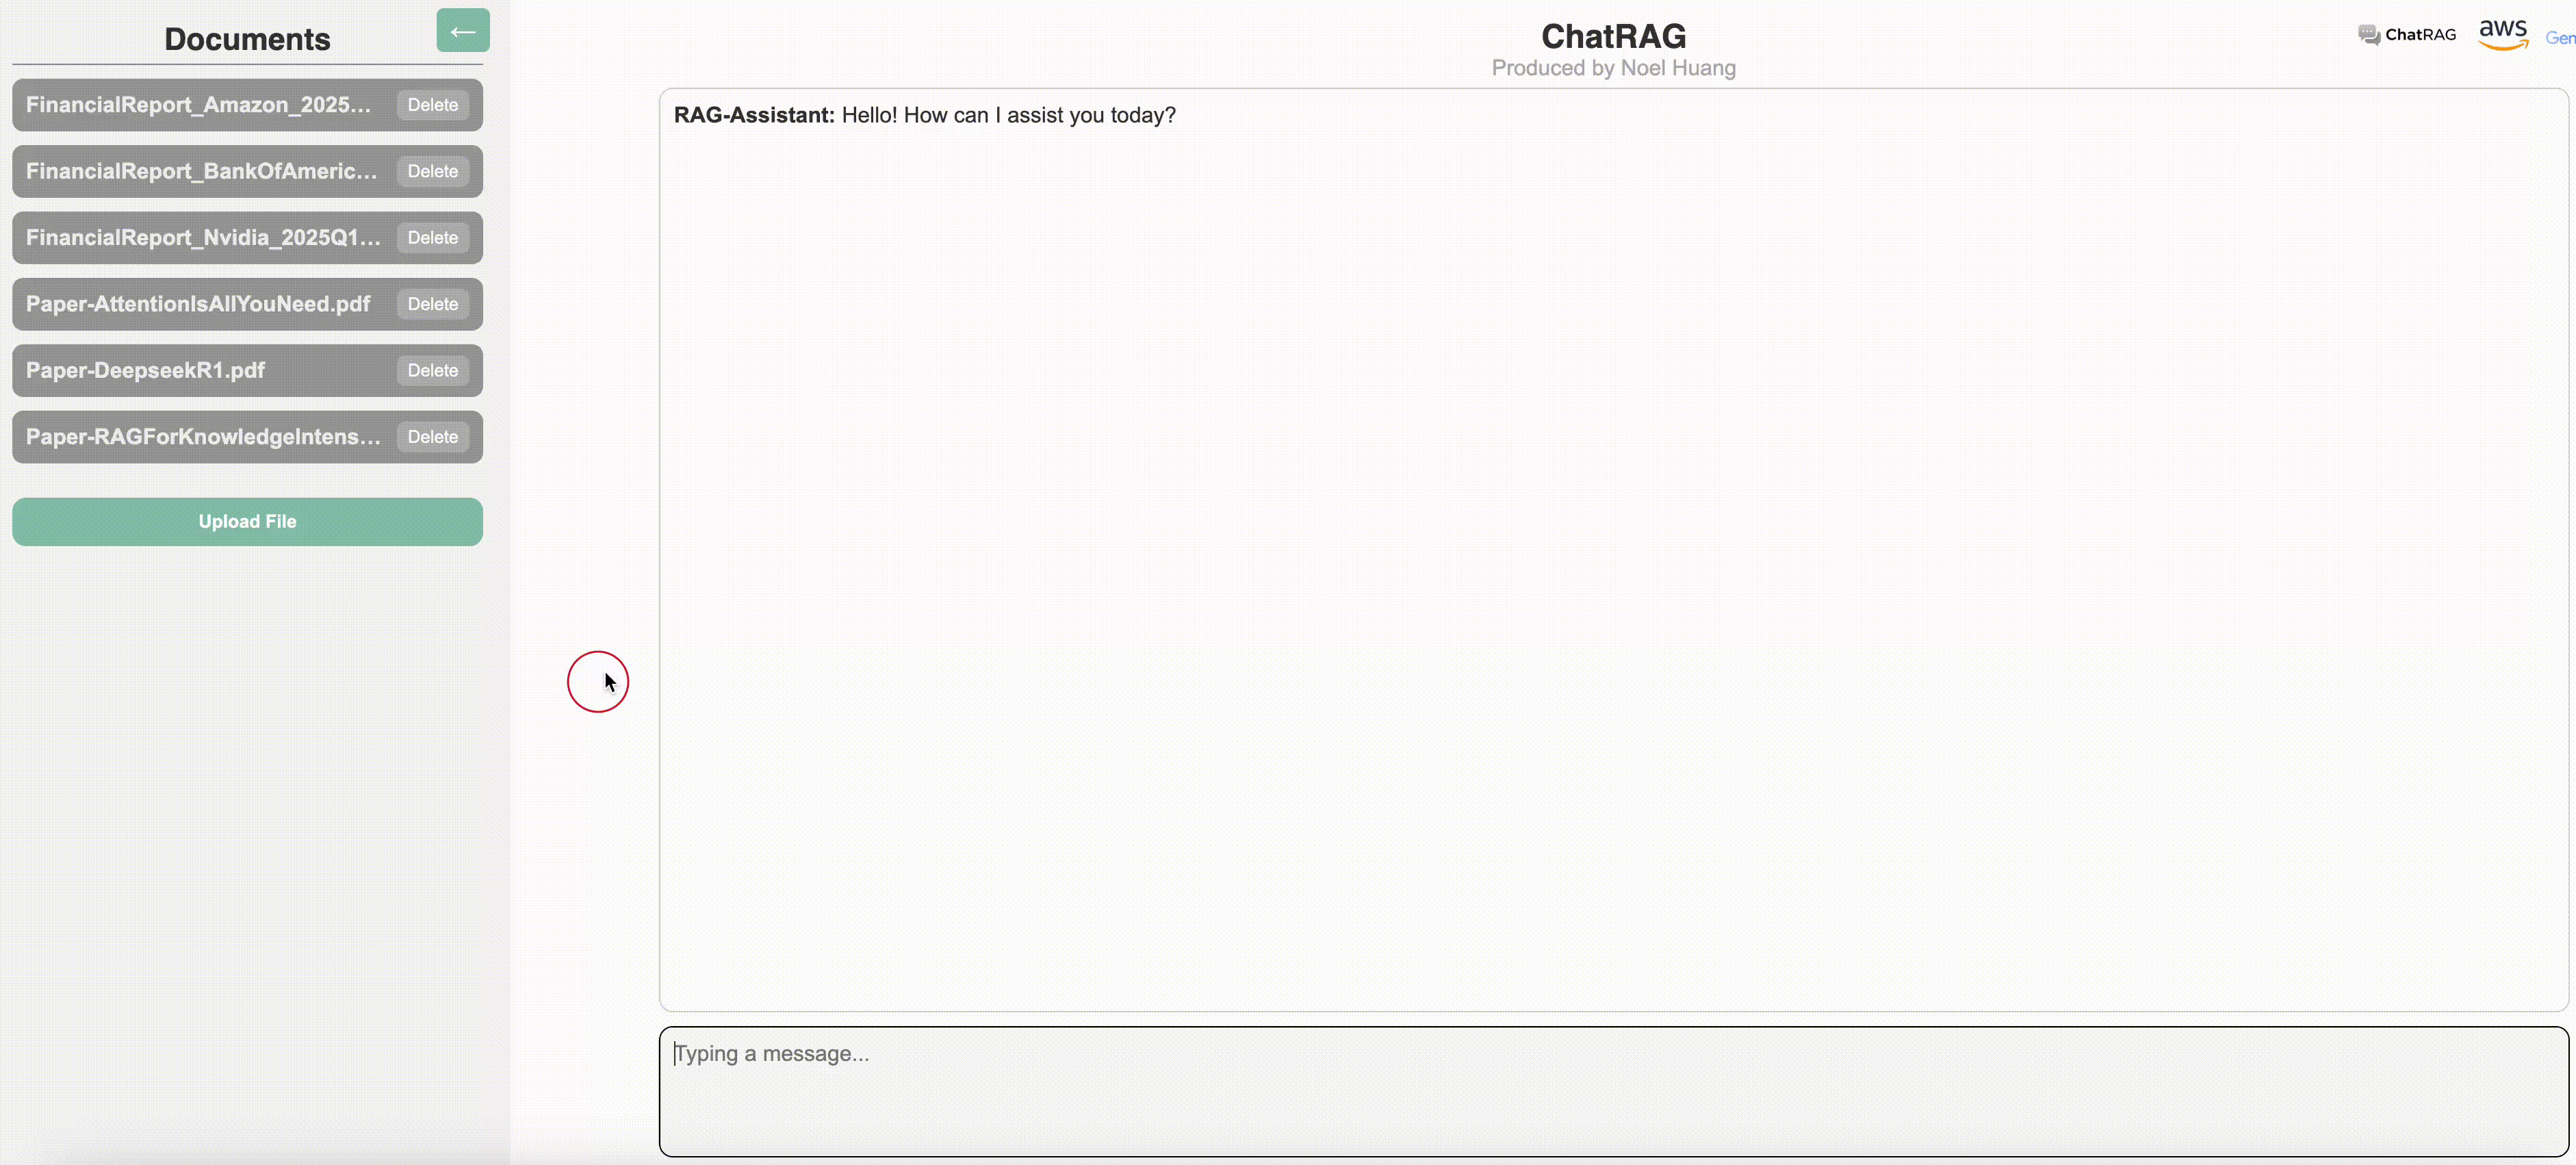 Documents
←
FinancialReport_Amazon_2025...
Delete
FinancialReport_BankOfAmeric...
Delete
FinancialReport_Nvidia_2025Q1...
Delete
Paper-AttentionIsAllYouNeed.pdf
Delete
Paper-DeepseekR1.pdf
Delete
Paper-RAGForKnowledgeIntens...
Delete
Upload File
ChatRAG
Produced by Noel Huang
ChatRAG
aws
Gem
RAG-Assistant: Hello! How can I assist you today?
Typing a message...